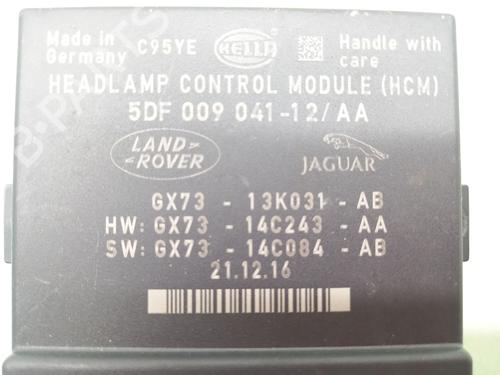 Made in Germany
C95YE
HELLA
Handle with care
HEADLAMP CONTROL MODULE (HCM)
5DF 009 041-12/AA
LAND ROVER
JAGUAR
GX73 - 13K031 - AB
HW: GX73 - 14C243 - AA
SW: GX73 - 14C084 - AB
21.12.16
B-PARTS